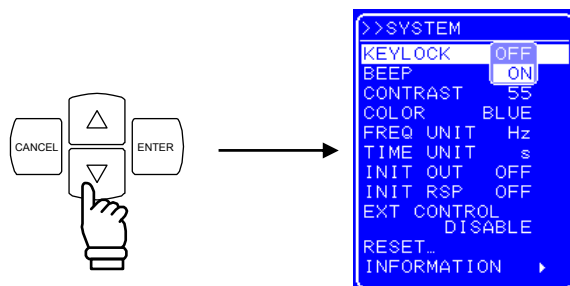 CANCEL
ENTER
>>SYSTEM
KEYLOCK OFF
BEEP ON
CONTRAST 55
COLOR BLUE
FREQ UNIT Hz
TIME UNIT s
INIT OUT OFF
INIT RSP OFF
EXT CONTROL
DISABLE
RESET…
INFORMATION